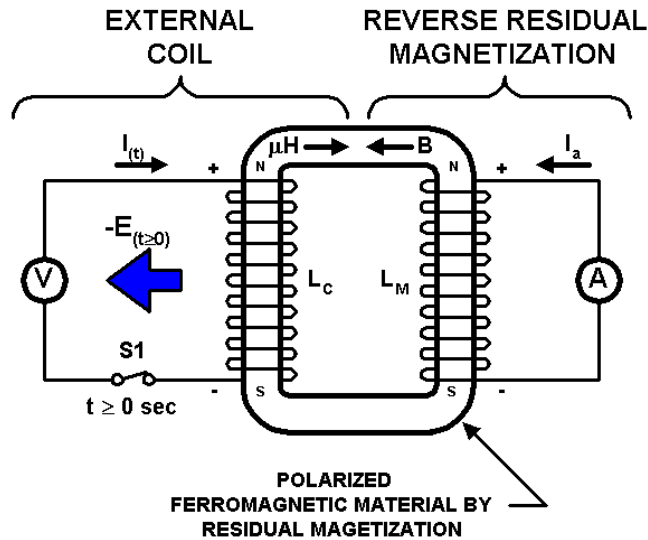 EXTERNAL
COIL
REVERSE RESIDUAL
MAGNETIZATION
I(t)
μH
B
Ia
+
N
N
+
-E(t≥0)
V
LC
LM
A
S1
-
S
S
-
t ≥ 0 sec
POLARIZED
FERROMAGNETIC MATERIAL BY
RESIDUAL MAGETIZATION